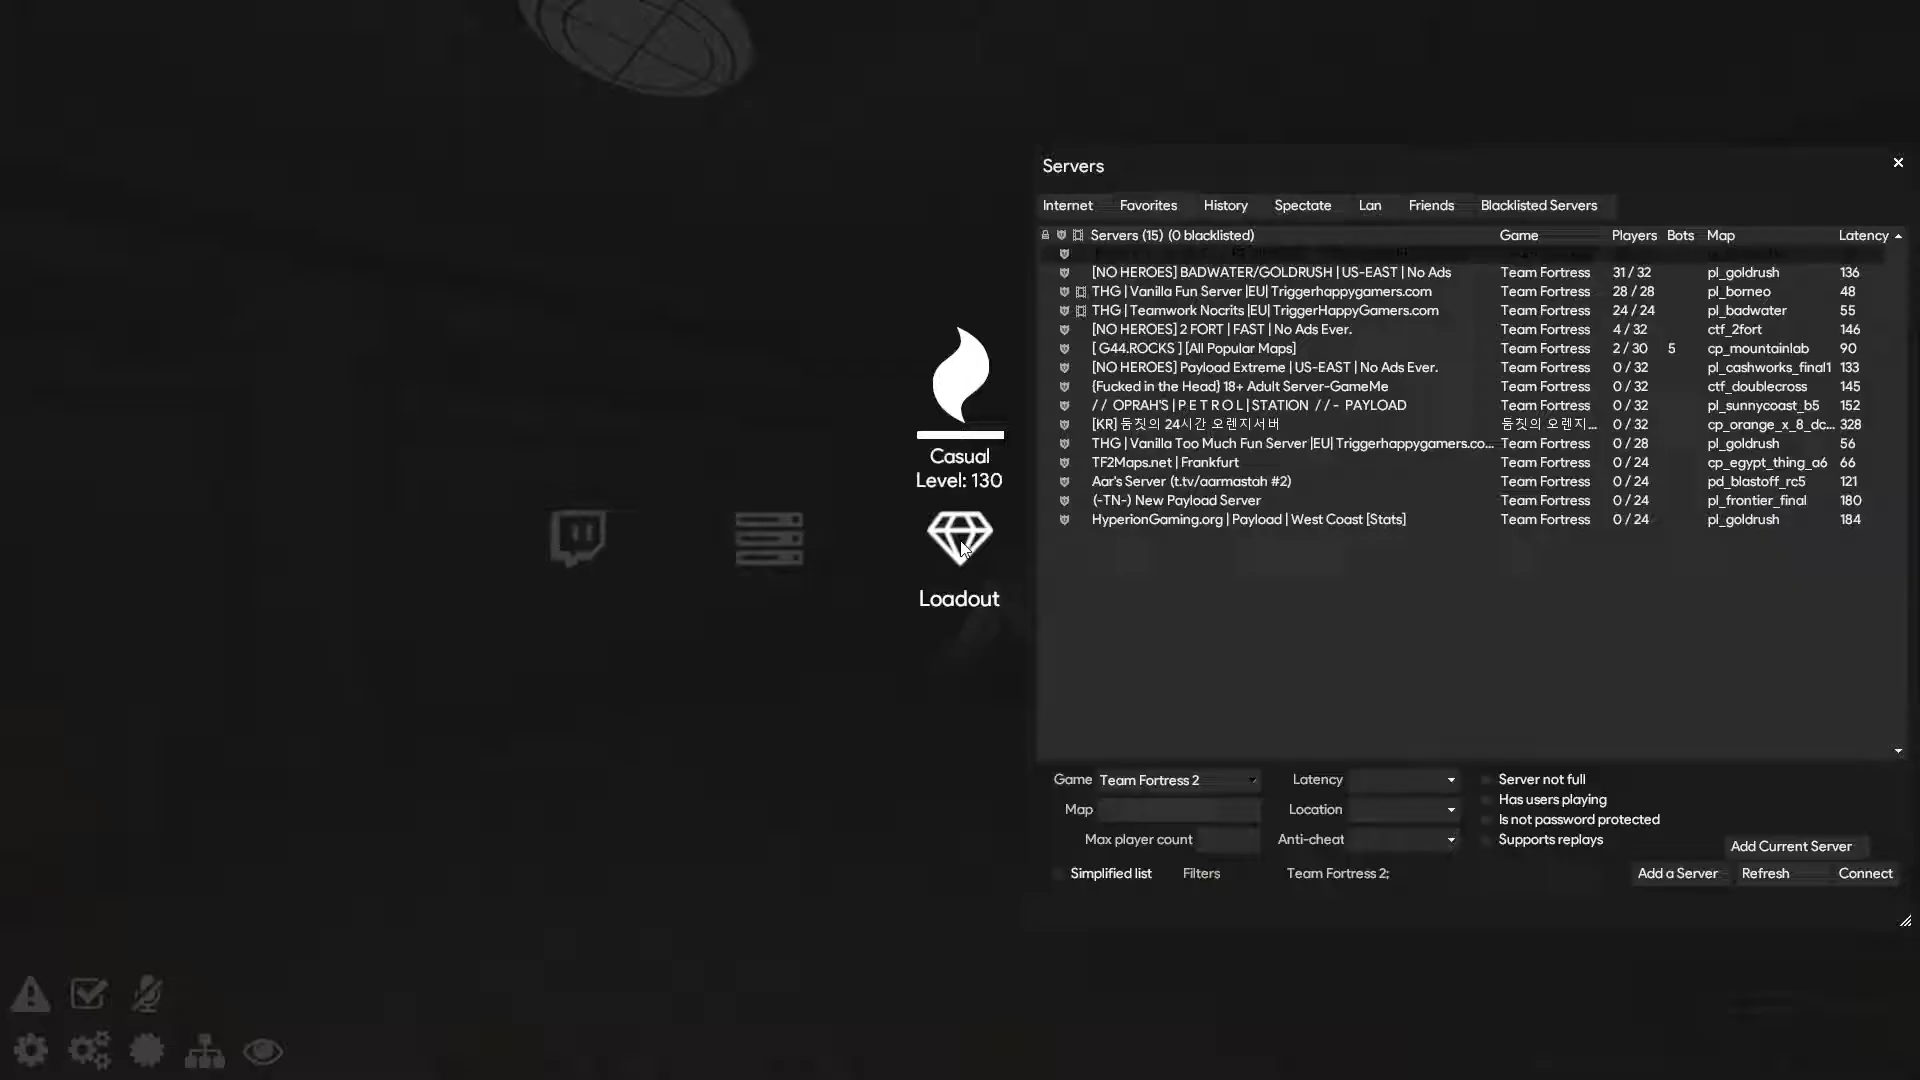 Servers
Internet Favorites History Spectate Lan Friends Blacklisted Servers
Servers (15) (0 blacklisted) Game Players Bots Map Latency
[NO HEROES] BADWATER/GOLDRUSH | US-EAST | No Ads Team Fortress 31 / 32 pl_goldrush 136
THG | Vanilla Fun Server |EU| Triggerhappygamers.com Team Fortress 28 / 28 pl_borneo 48
THG | Teamwork Nocrits |EU| TriggerHappyGamers.com Team Fortress 24 / 24 pl_badwater 55
[NO HEROES] 2 FORT | FAST | No Ads Ever. Team Fortress 4 / 32 ctf_2fort 146
[ G44.ROCKS ] [All Popular Maps] Team Fortress 2 / 30 5 cp_mountainlab 90
[NO HEROES] Payload Extreme | US-EAST | No Ads Ever. Team Fortress 0 / 32 pl_cashworks_final1 133
{Fucked in the Head} 18+ Adult Server-GameMe Team Fortress 0 / 32 ctf_doublecross 145
// OPRAH'S | P E T R O L | STATION // - PAYLOAD Team Fortress 0 / 32 pl_sunnycoast_b5 152
[KR] 둠칫의 24시간 오렌지서버 둠칫의 오렌지... 0 / 32 cp_orange_x_8_dc... 328
THG | Vanilla Too Much Fun Server |EU| Triggerhappygamers.co... Team Fortress 0 / 28 pl_goldrush 56
TF2Maps.net | Frankfurt Team Fortress 0 / 24 cp_egypt_thing_a6 66
Aar's Server (t.tv/aarmastah #2) Team Fortress 0 / 24 pd_blastoff_rc5 121
(-TN-) New Payload Server Team Fortress 0 / 24 pl_frontier_final 180
HyperionGaming.org | Payload | West Coast [Stats] Team Fortress 0 / 24 pl_goldrush 184
Casual
Level: 130
Loadout
Game Team Fortress 2 Latency Server not full
Has users playing
Map Location Is not password protected
Max player count Anti-cheat Supports replays
Add Current Server
Simplified list Filters Team Fortress 2; Add a Server Refresh Connect